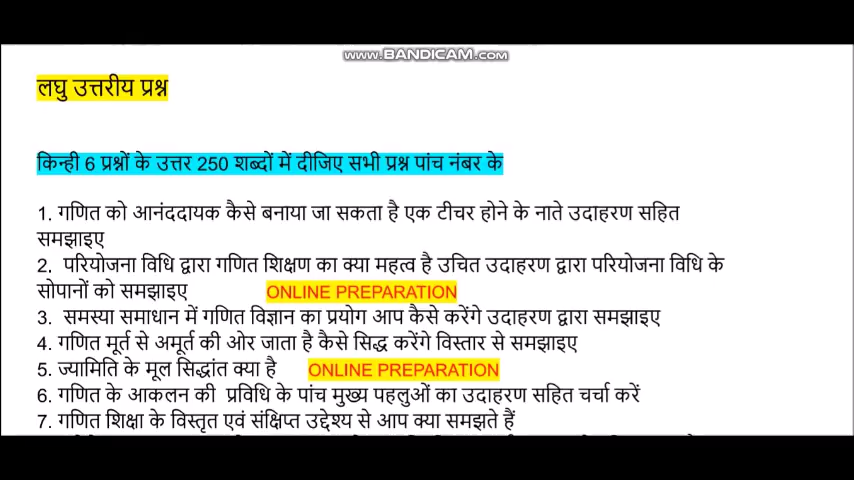 www.BANDICAM.com
लघु उत्तरीय प्रश्न
किन्ही 6 प्रश्नों के उत्तर 250 शब्दों में दीजिए सभी प्रश्न पांच नंबर के
1. गणित को आनंददायक कैसे बनाया जा सकता है एक टीचर होने के नाते उदाहरण सहित
समझाइए
2. परियोजना विधि द्वारा गणित शिक्षण का क्या महत्व है उचित उदाहरण द्वारा परियोजना विधि के
सोपानों को समझाइए ONLINE PREPARATION
3. समस्या समाधान में गणित विज्ञान का प्रयोग आप कैसे करेंगे उदाहरण द्वारा समझाइए
4. गणित मूर्त से अमूर्त की ओर जाता है कैसे सिद्ध करेंगे विस्तार से समझाइए
5. ज्यामिति के मूल सिद्धांत क्या है ONLINE PREPARATION
6. गणित के आकलन की प्रविधि के पांच मुख्य पहलुओं का उदाहरण सहित चर्चा करें
7. गणित शिक्षा के विस्तृत एवं संक्षिप्त उद्देश्य से आप क्या समझते हैं